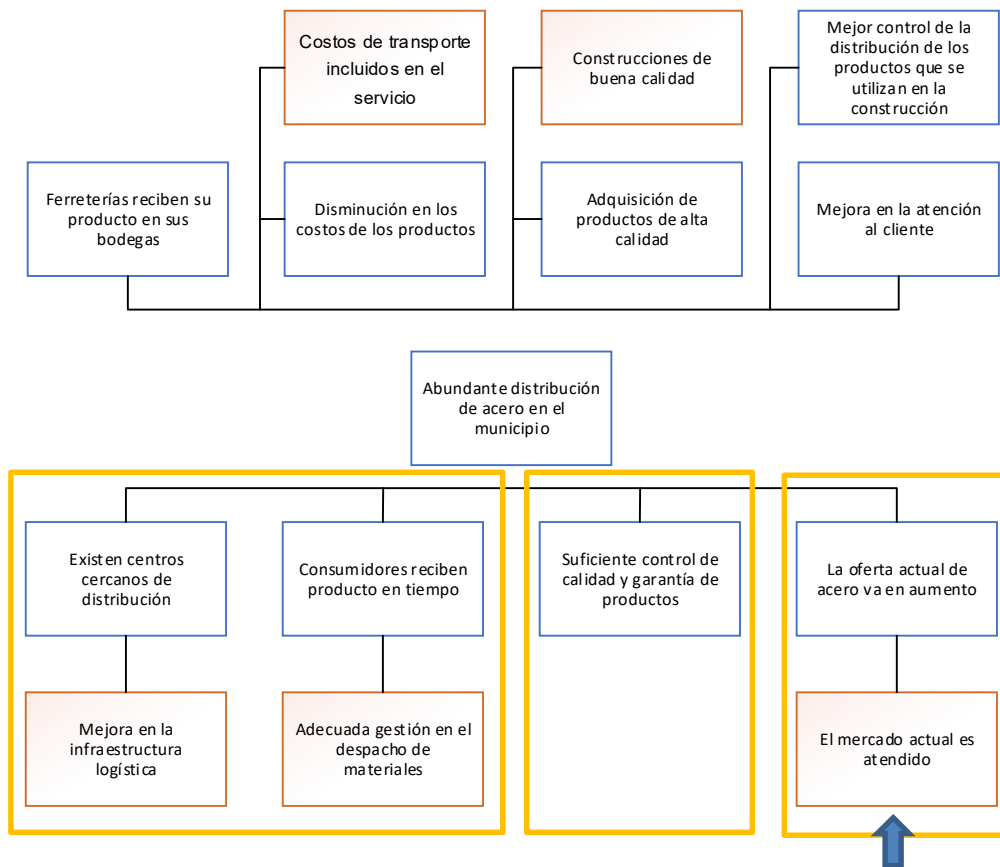 Costos de transporte
incluidos en el
servicio
Construcciones de
buena calidad
Mejor control de la
distribución de los
productos que se
utilizan en la
construcción
Ferreterías reciben su
producto en sus
bodegas
Disminución en los
costos de los productos
Adquisición de
productos de alta
calidad
Mejora en la atención
al cliente
Abundante distribución
de acero en el
municipio
Existen centros
cercanos de
distribución
Consumidores reciben
producto en tiempo
Suficiente control de
calidad y garantía de
productos
La oferta actual de
acero va en aumento
Mejora en la
infraestructura
logística
Adecuada gestión en el
despacho de
materiales
El mercado actual es
atendido